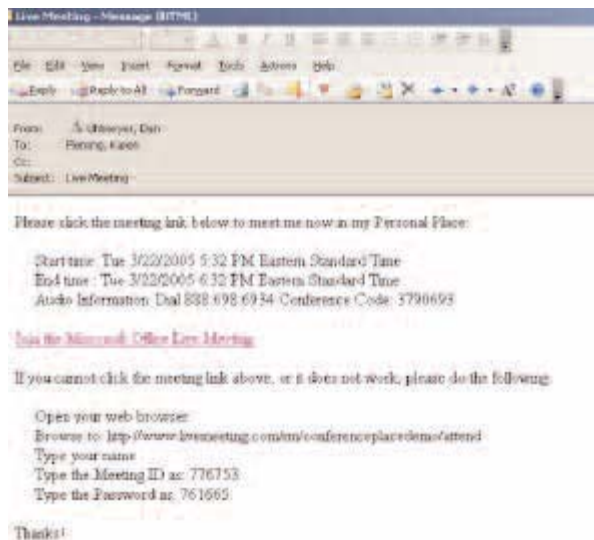 Live Meeting - Message (HTML)
File Edit View Insert Format Tools Actions Help
Reply Reply to All Forward
From: Dan
To: Fleming, Karen
Cc:
Subject: Live Meeting
Please click the meeting link below to meet me now in my Personal Place:
Start time: Tue 3/22/2005 5:32 PM Eastern Standard Time
End time : Tue 3/22/2005 6:32 PM Eastern Standard Time
Audio Information: Dial 888.698.6934 Conference Code: 3790693
Join the Microsoft Office Live Meeting
If you cannot click the meeting link above, or it does not work, please do the following:
Open your web browser
Browse to: http://www.livemeeting.com/cc/conferenceplacedemo/attend
Type your name
Type the Meeting ID as: 776753
Type the Password as: 761665
Thanks!